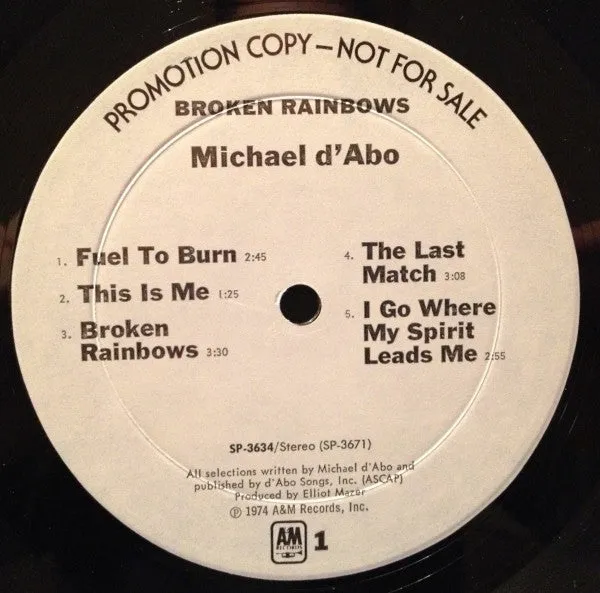 PROMOTION COPY — NOT FOR SALE
BROKEN RAINBOWS
Michael d'Abo
1. Fuel To Burn 2:45
2. This Is Me 1:25
3. Broken
Rainbows 3:30
4. The Last
Match 3:08
5. I Go Where
My Spirit
Leads Me 2:55
SP-3634/Stereo (SP-3671)
All selections written by Michael d'Abo and
published by d'Abo Songs, Inc. (ASCAP)
Produced by Elliot Mazer
℗ 1974 A&M Records, Inc.
AM
RECORDS
1